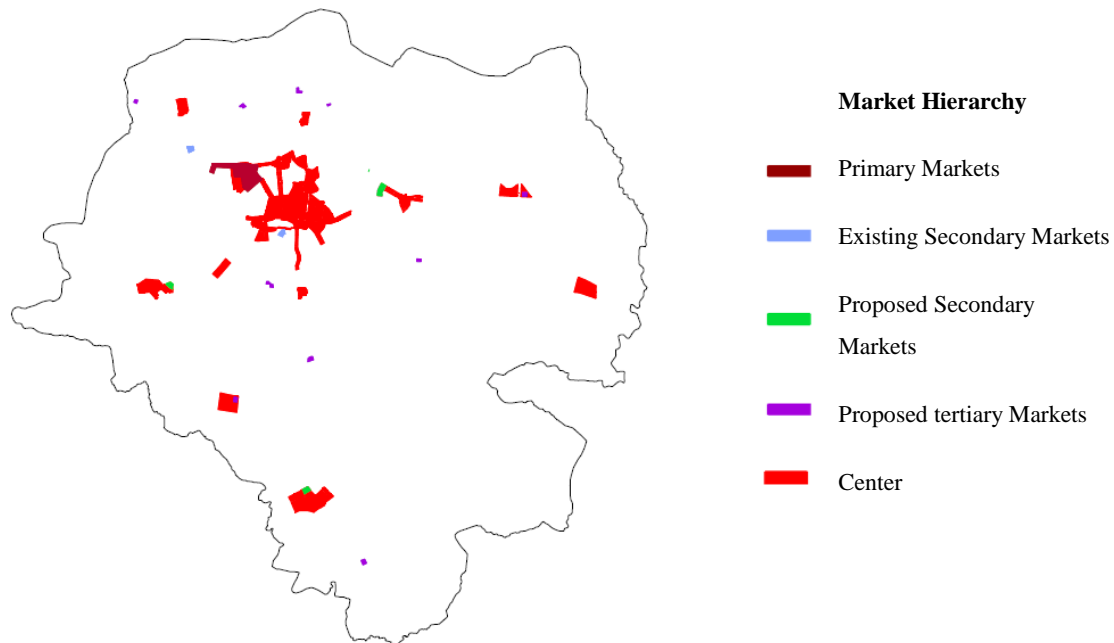 Market Hierarchy
Primary Markets
Existing Secondary Markets
Proposed Secondary
Markets
Proposed tertiary Markets
Center